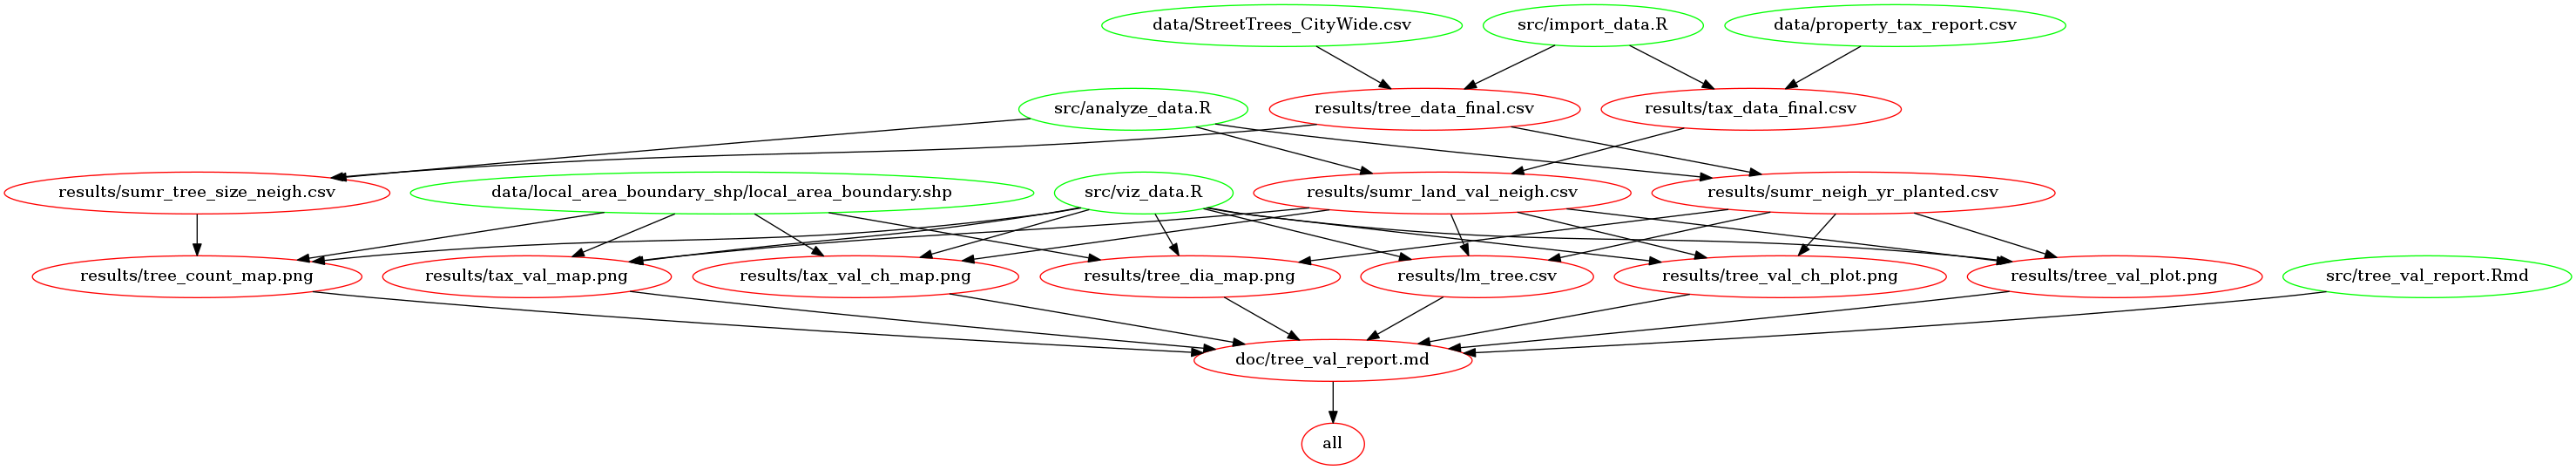 data/StreetTrees_CityWide.csv
src/import_data.R
data/property_tax_report.csv
src/analyze_data.R
results/tree_data_final.csv
results/tax_data_final.csv
results/sumr_tree_size_neigh.csv
data/local_area_boundary_shp/local_area_boundary.shp
src/viz_data.R
results/sumr_land_val_neigh.csv
results/sumr_neigh_yr_planted.csv
results/tree_count_map.png
results/tax_val_map.png
results/tax_val_ch_map.png
results/tree_dia_map.png
results/lm_tree.csv
results/tree_val_ch_plot.png
results/tree_val_plot.png
src/tree_val_report.Rmd
doc/tree_val_report.md
all